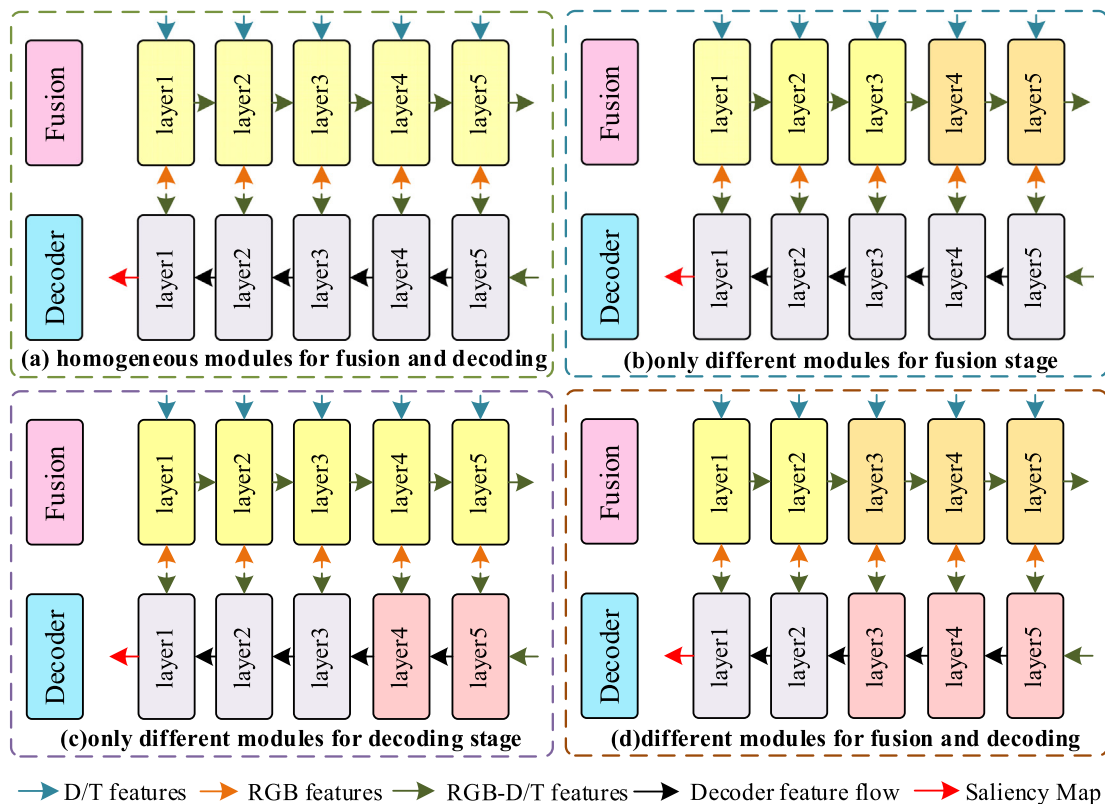 Fusion
layer1
layer2
layer3
layer4
layer5
Decoder
layer1
layer2
layer3
layer4
layer5
(a) homogeneous modules for fusion and decoding
Fusion
layer1
layer2
layer3
layer4
layer5
Decoder
layer1
layer2
layer3
layer4
layer5
(b)only different modules for fusion stage
Fusion
layer1
layer2
layer3
layer4
layer5
Decoder
layer1
layer2
layer3
layer4
layer5
(c)only different modules for decoding stage
Fusion
layer1
layer2
layer3
layer4
layer5
Decoder
layer1
layer2
layer3
layer4
layer5
(d)different modules for fusion and decoding
D/T features RGB features RGB-D/T features Decoder feature flow Saliency Map